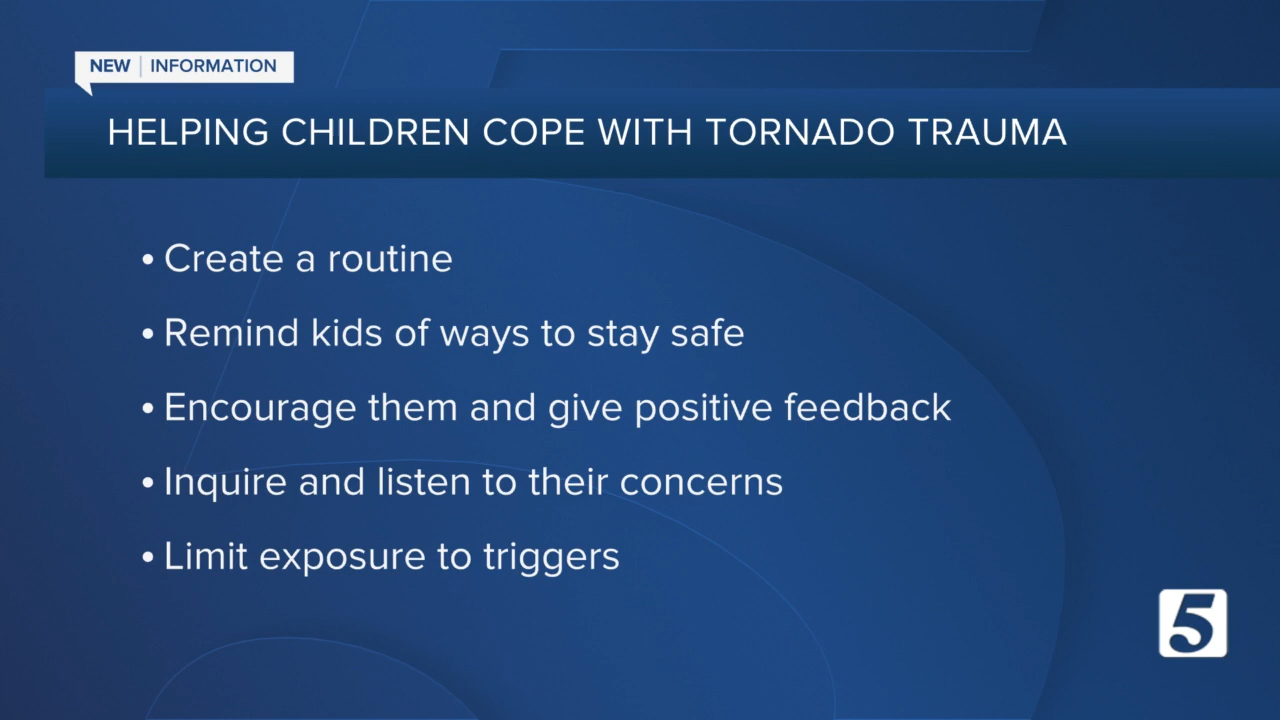 NEW | INFORMATION
HELPING CHILDREN COPE WITH TORNADO TRAUMA
• Create a routine
• Remind kids of ways to stay safe
• Encourage them and give positive feedback
• Inquire and listen to their concerns
• Limit exposure to triggers
5